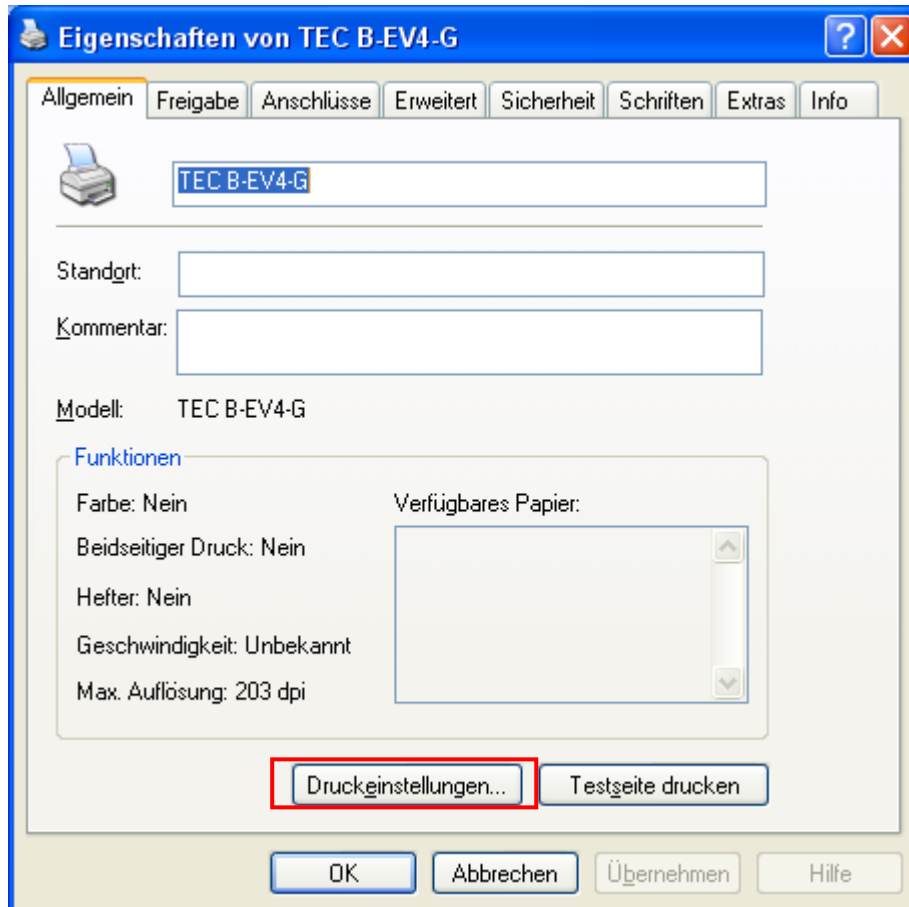 Eigenschaften von TEC B-EV4-G
Allgemein Freigabe Anschlüsse Erweitert Sicherheit Schriften Extras Info
TEC B-EV4-G
Standort:
Kommentar:
Modell: TEC B-EV4-G
Funktionen
Farbe: Nein Verfügbares Papier:
Beidseitiger Druck: Nein
Hefter: Nein
Geschwindigkeit: Unbekannt
Max. Auflösung: 203 dpi
Druckeinstellungen... Testseite drucken
OK Abbrechen Übernehmen Hilfe